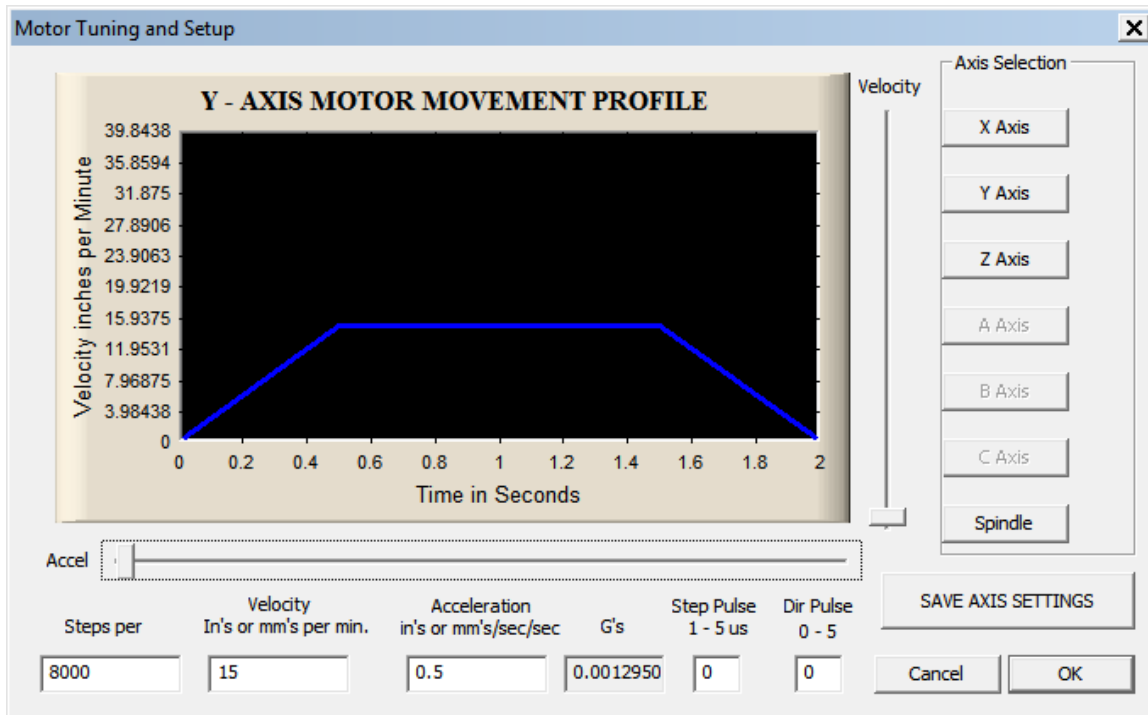 Motor Tuning and Setup
Y - AXIS MOTOR MOVEMENT PROFILE
Velocity inches per Minute
39.8438
35.8594
31.875
27.8906
23.9063
19.9219
15.9375
11.9531
7.96875
3.98438
0
0 0.2 0.4 0.6 0.8 1 1.2 1.4 1.6 1.8 2
Time in Seconds
Velocity
Axis Selection
X Axis
Y Axis
Z Axis
A Axis
B Axis
C Axis
Spindle
Accel
Steps per
Velocity
In's or mm's per min.
Acceleration
in's or mm's/sec/sec
G's
Step Pulse
1 - 5 us
Dir Pulse
0 - 5
SAVE AXIS SETTINGS
8000
15
0.5
0.0012950
0
0
Cancel
OK